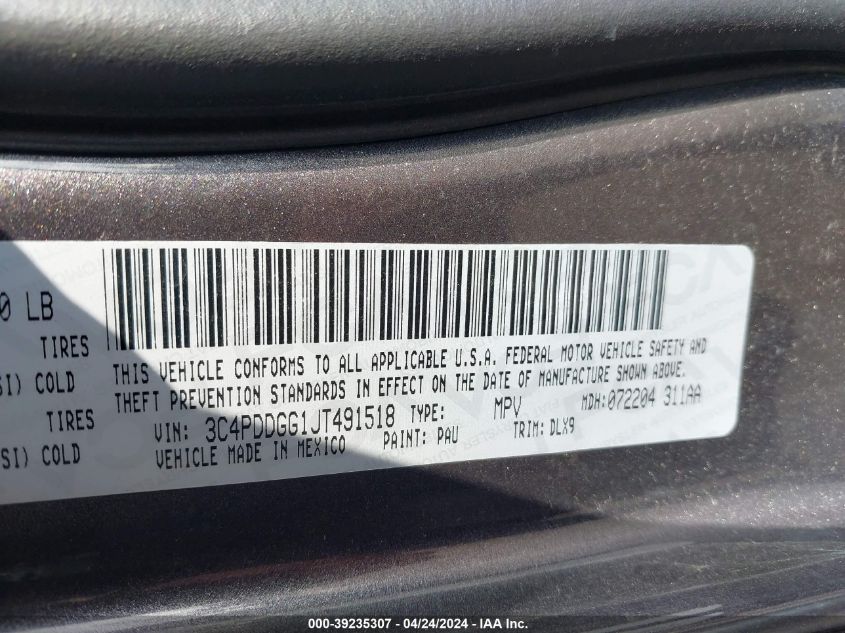 0 LB
TIRES
SI) COLD
TIRES
SI) COLD
THIS VEHICLE CONFORMS TO ALL APPLICABLE U.S.A. FEDERAL MOTOR VEHICLE SAFETY AND
THEFT PREVENTION STANDARDS IN EFFECT ON THE DATE OF MANUFACTURE SHOWN ABOVE.
VIN: 3C4PDDGG1JT491518 TYPE: MPV MDH:072204 311AA
VEHICLE MADE IN MEXICO PAINT: PAU TRIM: DLX9
000-39235307 - 04/24/2024 - IAA Inc.